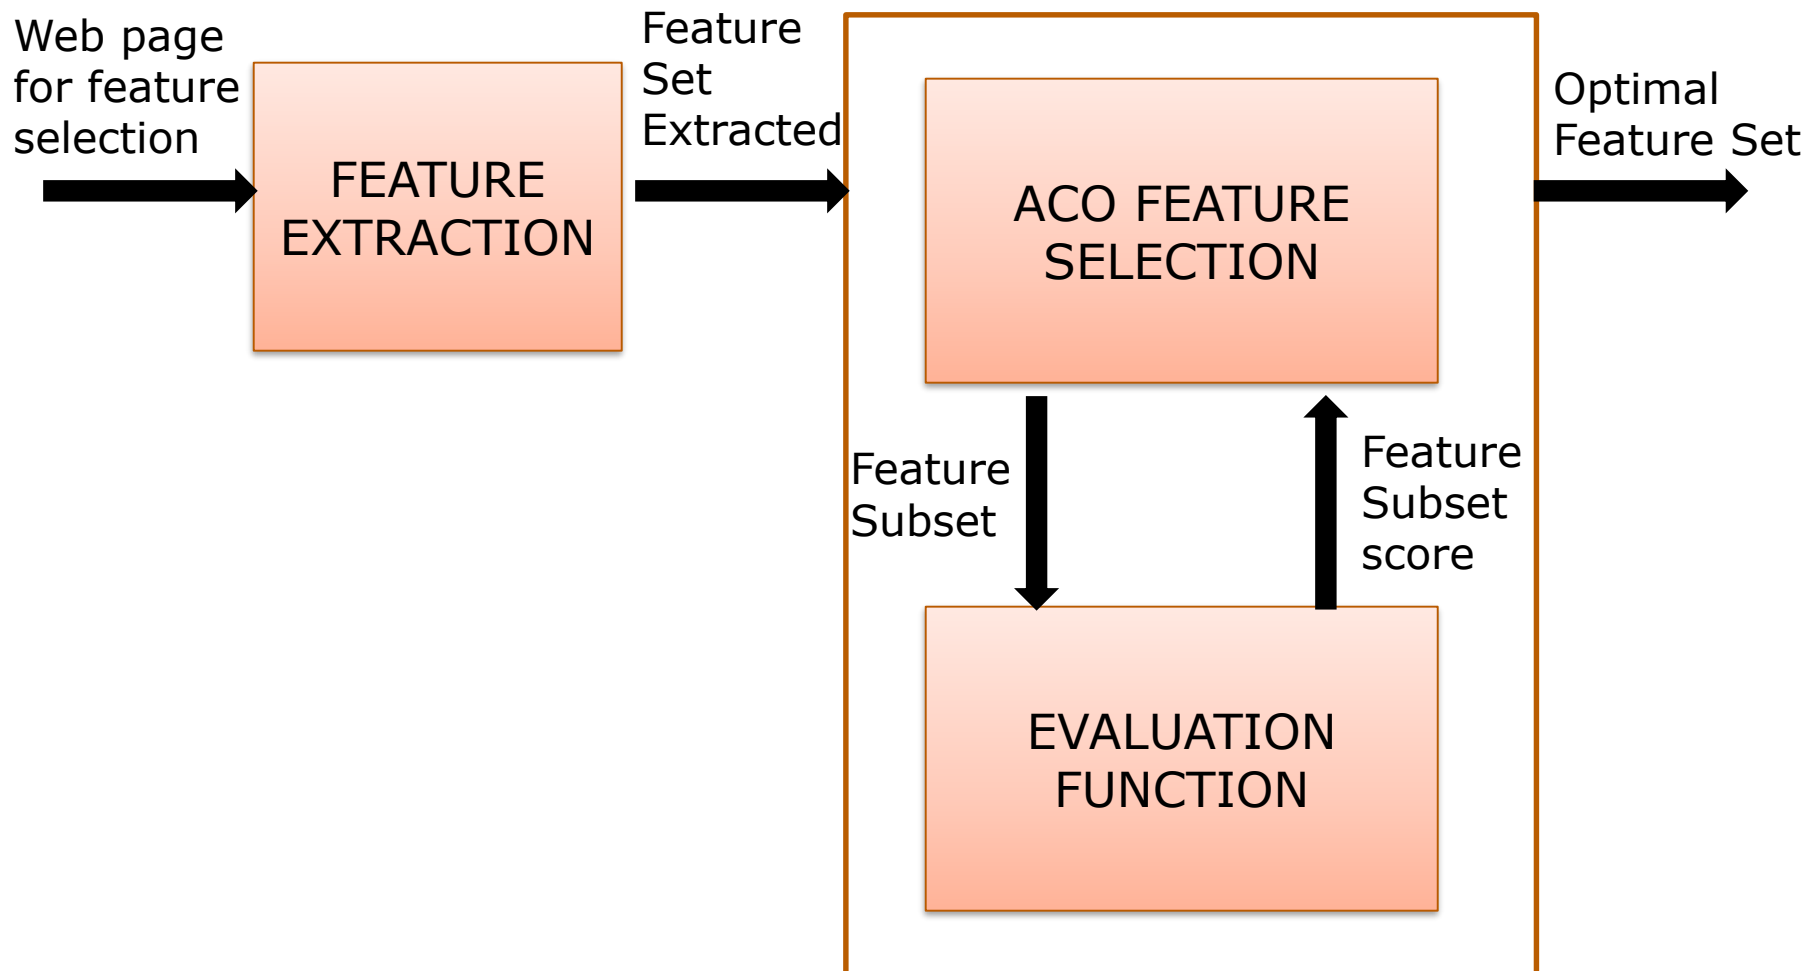 Web page
for feature
selection
FEATURE
EXTRACTION
Feature
Set
Extracted
ACO FEATURE
SELECTION
Optimal
Feature Set
Feature
Subset
Feature
Subset
score
EVALUATION
FUNCTION